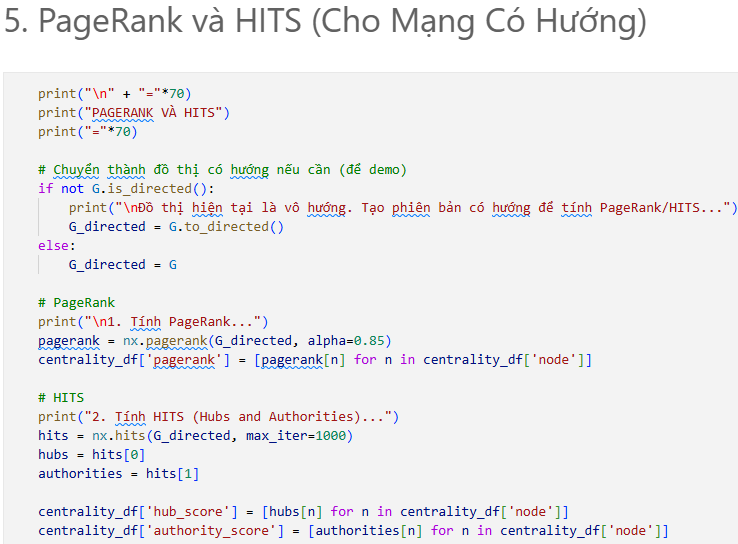 5. PageRank và HITS (Cho Mạng Có Hướng)
print("\n" + "="*70)
print("PAGERANK VÀ HITS")
print("="*70)
# Chuyển thành đồ thị có hướng nếu cần (để demo)
if not G.is_directed():
    print("\nĐồ thị hiện tại là vô hướng. Tạo phiên bản có hướng để tính PageRank/HITS...")
    G_directed = G.to_directed()
else:
    G_directed = G
# PageRank
print("\n1. Tính PageRank...")
pagerank = nx.pagerank(G_directed, alpha=0.85)
centrality_df['pagerank'] = [pagerank[n] for n in centrality_df['node']]
# HITS
print("2. Tính HITS (Hubs and Authorities)...")
hits = nx.hits(G_directed, max_iter=1000)
hubs = hits[0]
authorities = hits[1]
centrality_df['hub_score'] = [hubs[n] for n in centrality_df['node']]
centrality_df['authority_score'] = [authorities[n] for n in centrality_df['node']]